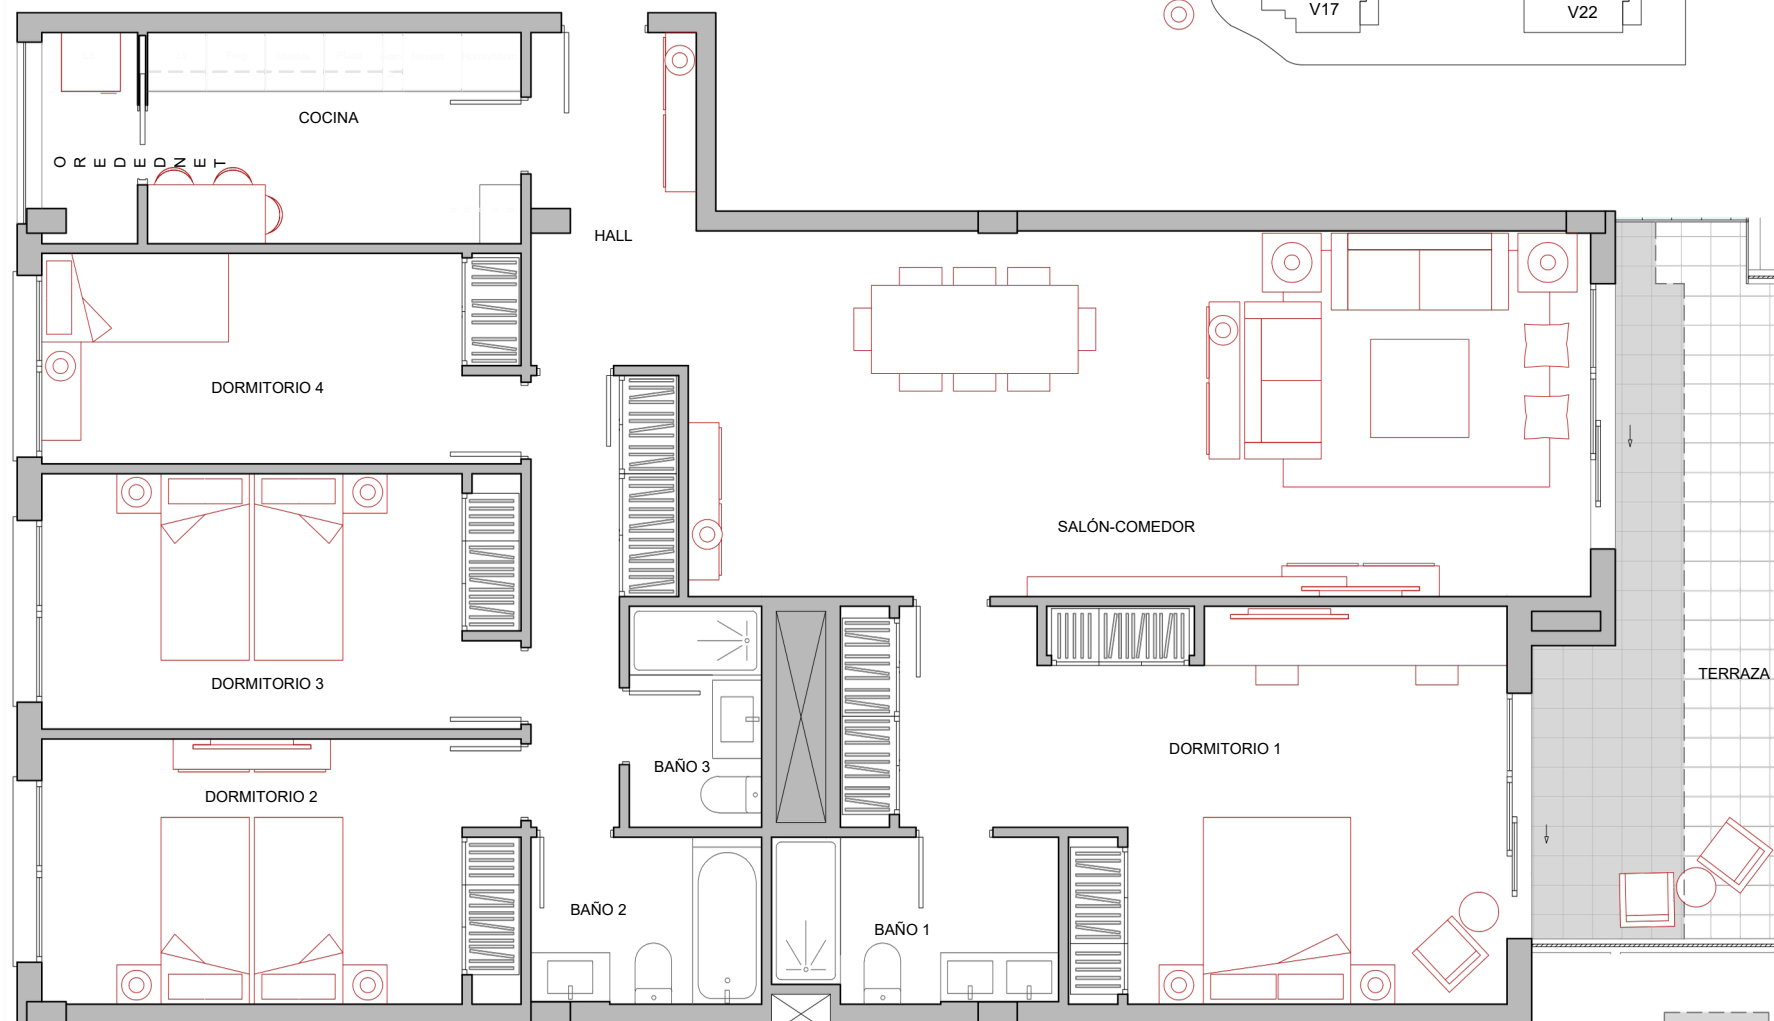 V17
V22
COCINA
OREDEDNET
HALL
DORMITORIO 4
SALÓN-COMEDOR
DORMITORIO 3
TERRAZA
DORMITORIO 1
BAÑO 3
DORMITORIO 2
BAÑO 2
BAÑO 1